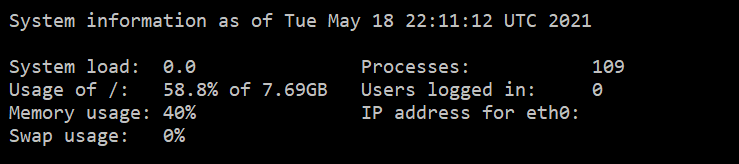 System information as of Tue May 18 22:11:12 UTC 2021
System load: 0.0 Processes: 109
Usage of /: 58.8% of 7.69GB Users logged in: 0
Memory usage: 40% IP address for eth0:
Swap usage: 0%